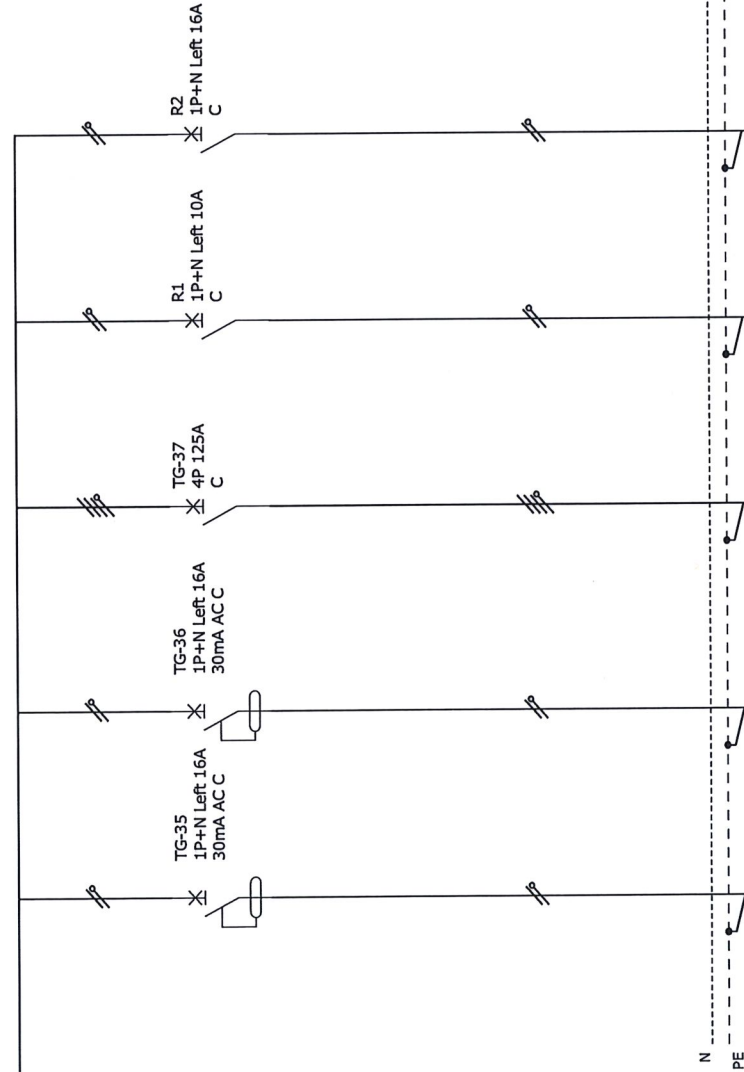 TG-35
1P+N Left 16A
30mA AC C
TG-36
1P+N Left 16A
30mA AC C
TG-37
4P 125A
C
R1
1P+N Left 10A
C
R2
1P+N Left 16A
C
N
PE